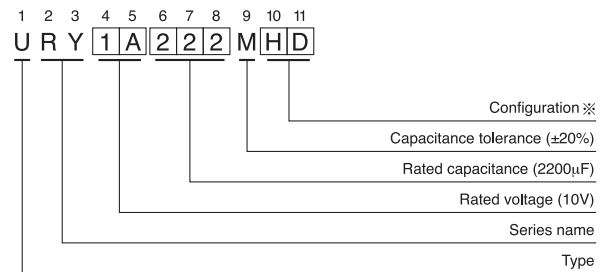 1 2 3 4 5 6 7 8 9 10 11
U R Y 1 A 2 2 2 M H D
Configuration ※
Capacitance tolerance (±20%)
Rated capacitance (2200µF)
Rated voltage (10V)
Series name
Type